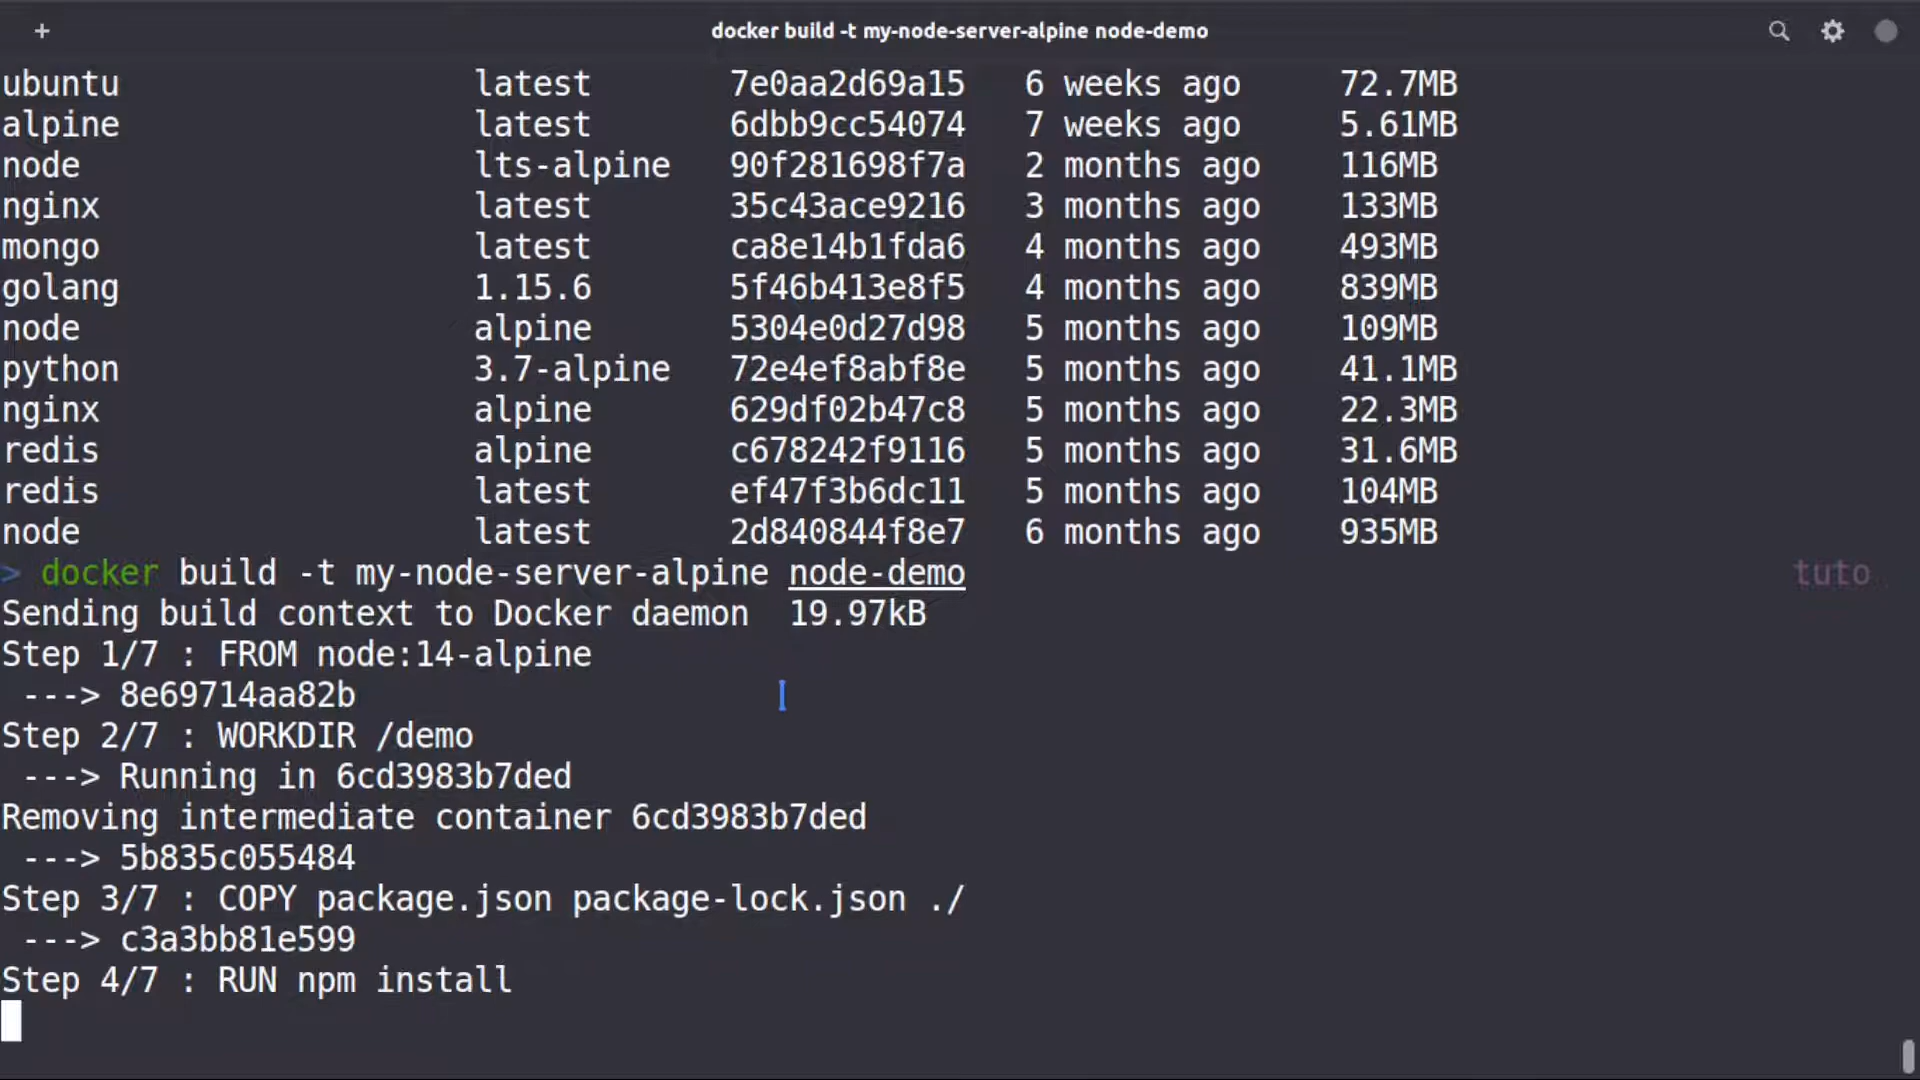 + docker build -t my-node-server-alpine node-demo
ubuntu latest 7e0aa2d69a15 6 weeks ago 72.7MB
alpine latest 6dbb9cc54074 7 weeks ago 5.61MB
node lts-alpine 90f281698f7a 2 months ago 116MB
nginx latest 35c43ace9216 3 months ago 133MB
mongo latest ca8e14b1fda6 4 months ago 493MB
golang 1.15.6 5f46b413e8f5 4 months ago 839MB
node alpine 5304e0d27d98 5 months ago 109MB
python 3.7-alpine 72e4ef8abf8e 5 months ago 41.1MB
nginx alpine 629df02b47c8 5 months ago 22.3MB
redis alpine c678242f9116 5 months ago 31.6MB
redis latest ef47f3b6dc11 5 months ago 104MB
node latest 2d840844f8e7 6 months ago 935MB
> docker build -t my-node-server-alpine node-demo tuto
Sending build context to Docker daemon 19.97kB
Step 1/7 : FROM node:14-alpine
---> 8e69714aa82b
Step 2/7 : WORKDIR /demo
---> Running in 6cd3983b7ded
Removing intermediate container 6cd3983b7ded
---> 5b835c055484
Step 3/7 : COPY package.json package-lock.json ./
---> c3a3bb81e599
Step 4/7 : RUN npm install